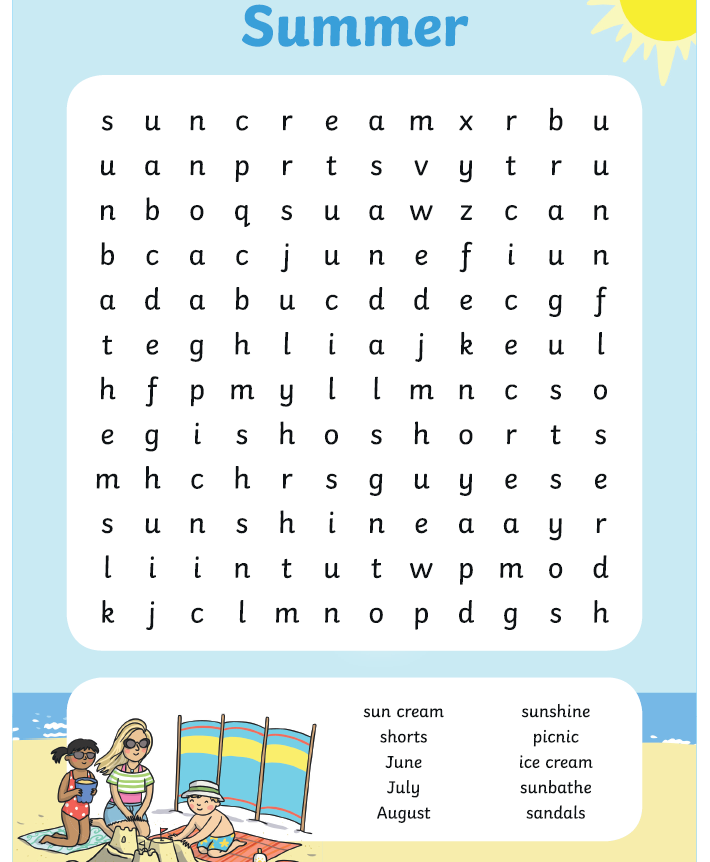 Summer
s u n c r e a m x r b u
u a n p r t s v y t r u
n b o q s u a w z c a n
b c a c j u n e f i u n
a d a b u c d d e c g f
t e g h l i a j k e u l
h f p m y l l m n c s o
e g i s h o s h o r t s
m h c h r s g u y e s e
s u n s h i n e a a y r
l i i n t u t w p m o d
k j c l m n o p d g s h
sun cream sunshine
shorts picnic
June ice cream
July sunbathe
August sandals